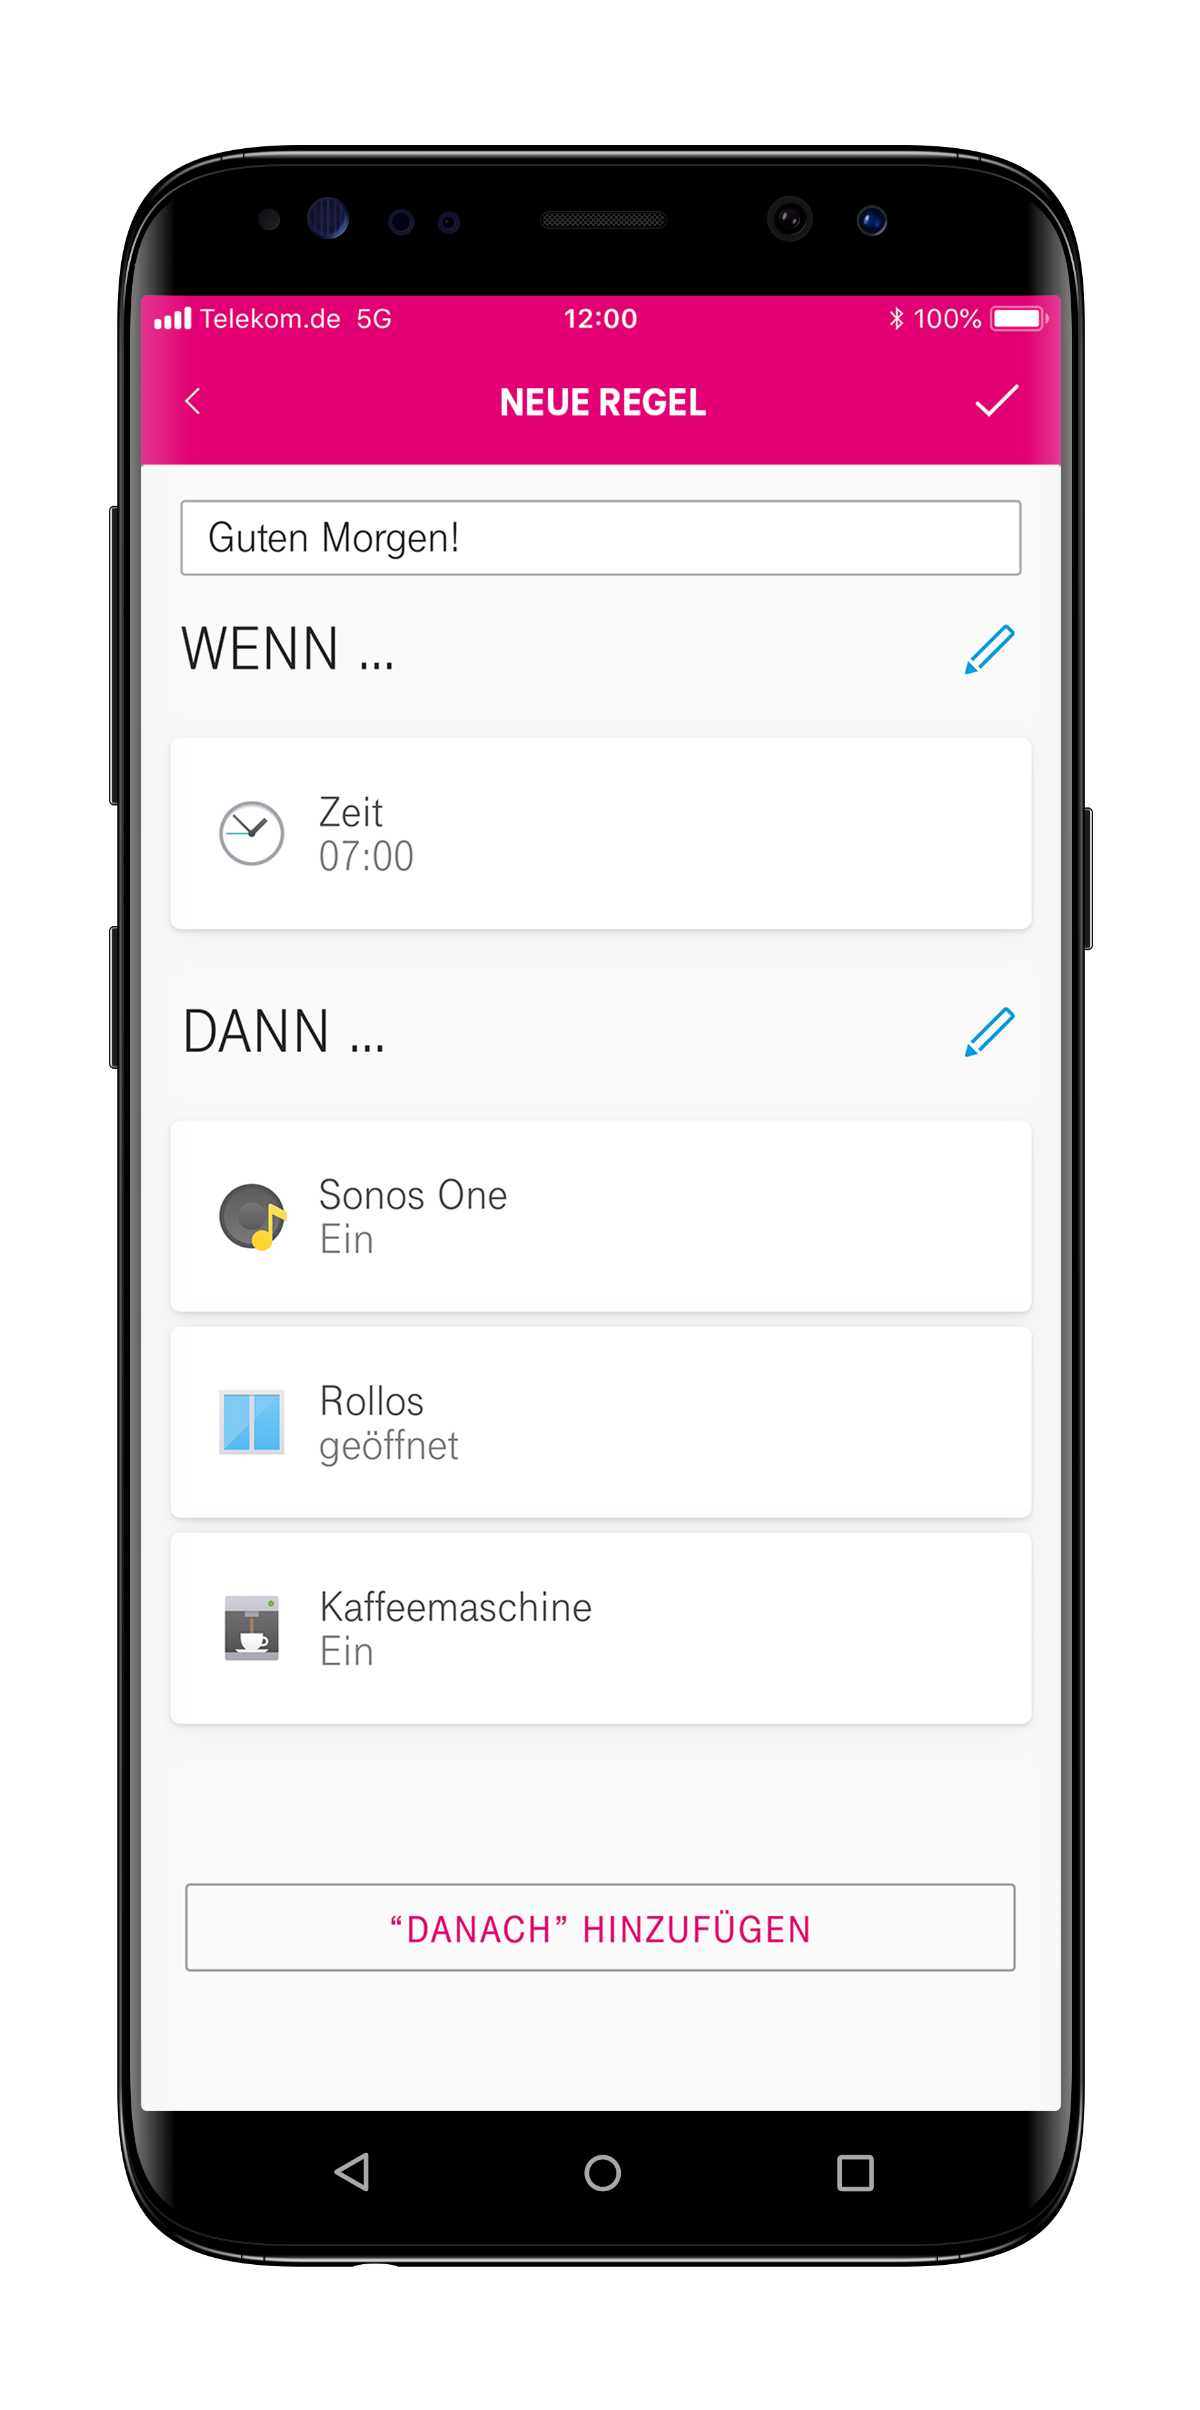 Telekom.de 5G 12:00 100%
NEUE REGEL
Guten Morgen!
WENN ...
Zeit
07:00
DANN ...
Sonos One
Ein
Rollos
geöffnet
Kaffeemaschine
Ein
“DANACH” HINZUFÜGEN